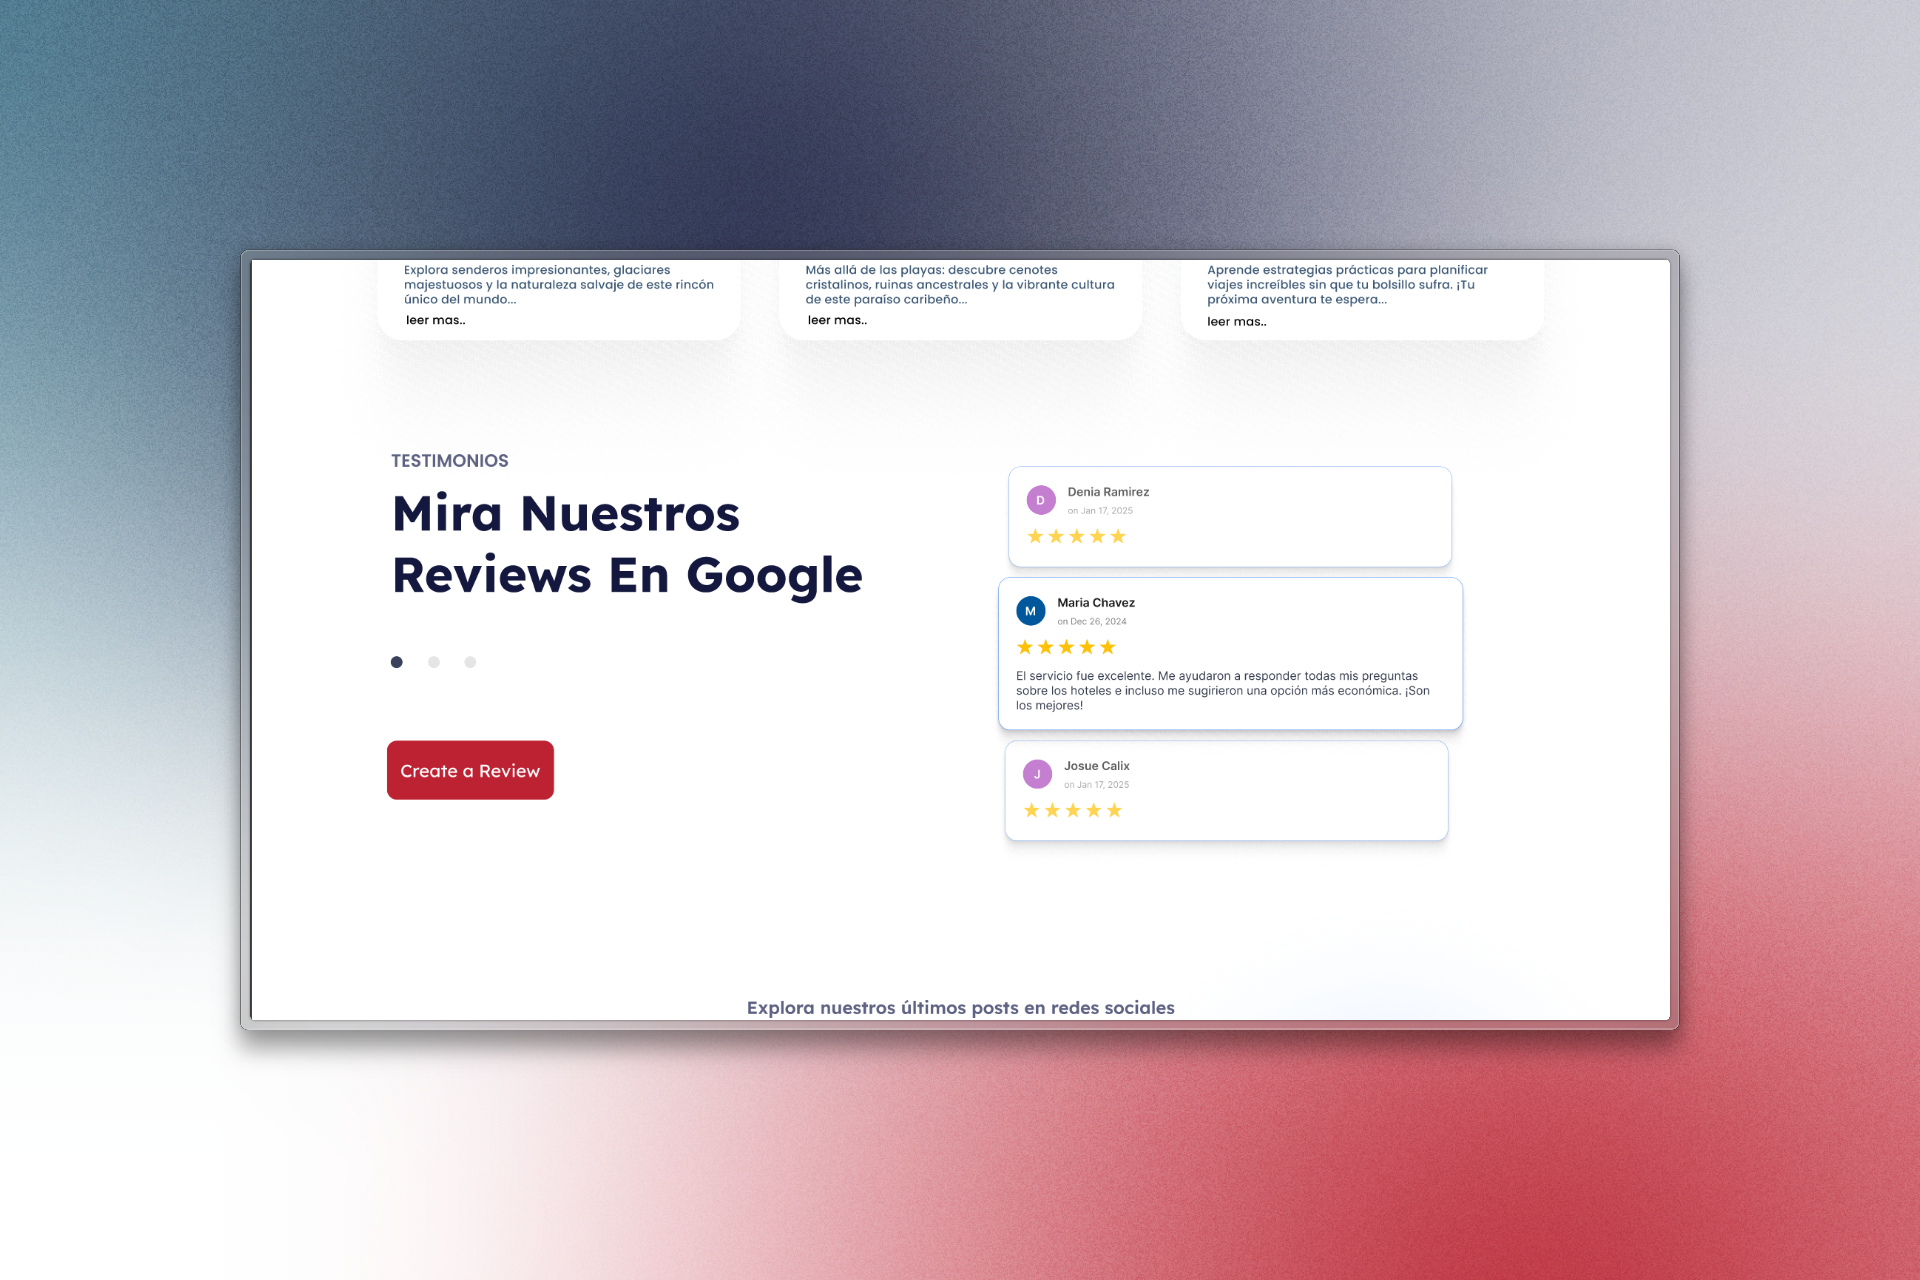 Explora senderos impresionantes, glaciares
majestuosos y la naturaleza salvaje de este rincón
único del mundo...
leer mas..
Más allá de las playas: descubre cenotes
cristalinos, ruinas ancestrales y la vibrante cultura
de este paraíso caribeño...
leer mas..
Aprende estrategias prácticas para planificar
viajes increíbles sin que tu bolsillo sufra. ¡Tu
próxima aventura te espera...
leer mas..
TESTIMONIOS
Mira Nuestros
Reviews En Google
Create a Review
D
Denia Ramirez
on Jan 17, 2025
M
Maria Chavez
on Dec 26, 2024
El servicio fue excelente. Me ayudaron a responder todas mis preguntas
sobre los hoteles e incluso me sugirieron una opción más económica. ¡Son
los mejores!
J
Josue Calix
on Jan 17, 2025
Explora nuestros últimos posts en redes sociales